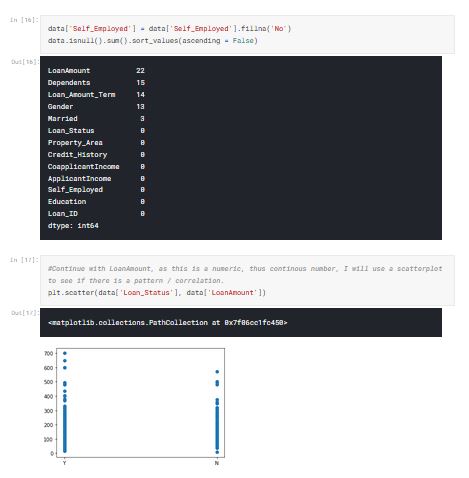 In [16]:
data['Self_Employed'] = data['Self_Employed'].fillna('No')
data.isnull().sum().sort_values(ascending = False)
Out[16]:
LoanAmount 22
Dependents 15
Loan_Amount_Term 14
Gender 13
Married 3
Loan_Status 0
Property_Area 0
Credit_History 0
CoapplicantIncome 0
ApplicantIncome 0
Self_Employed 0
Education 0
Loan_ID 0
dtype: int64
In [17]:
#Continue with LoanAmount, as this is a numeric, thus continous number, I will use a scatterplot
to see if there is a pattern / correlation.
plt.scatter(data['Loan_Status'], data['LoanAmount'])
Out[17]:
<matplotlib.collections.PathCollection at 0x7f06cc1fc450>
700
600
500
400
300
200
100
0
Y N